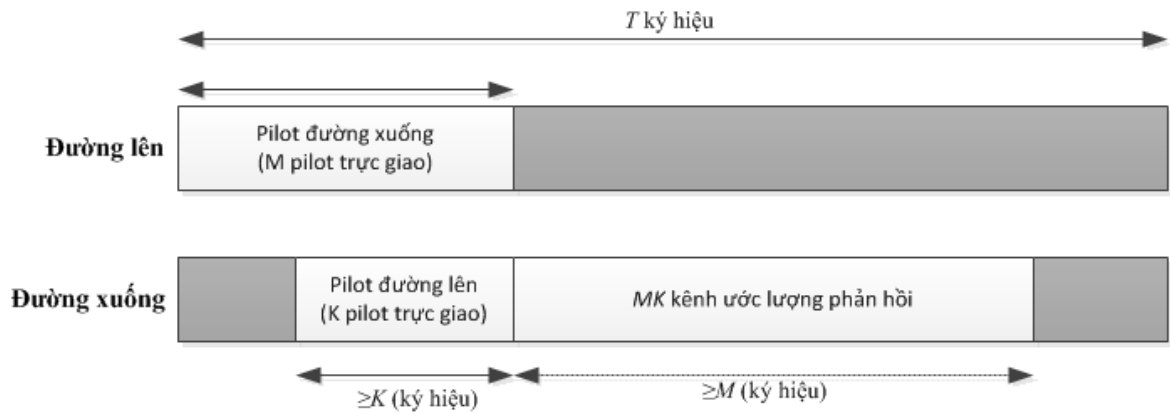 T ký hiệu
Đường lên
Pilot đường xuống
(M pilot trực giao)
Đường xuống
Pilot đường lên
(K pilot trực giao)
MK kênh ước lượng phản hồi
≥K (ký hiệu)
≥M (ký hiệu)